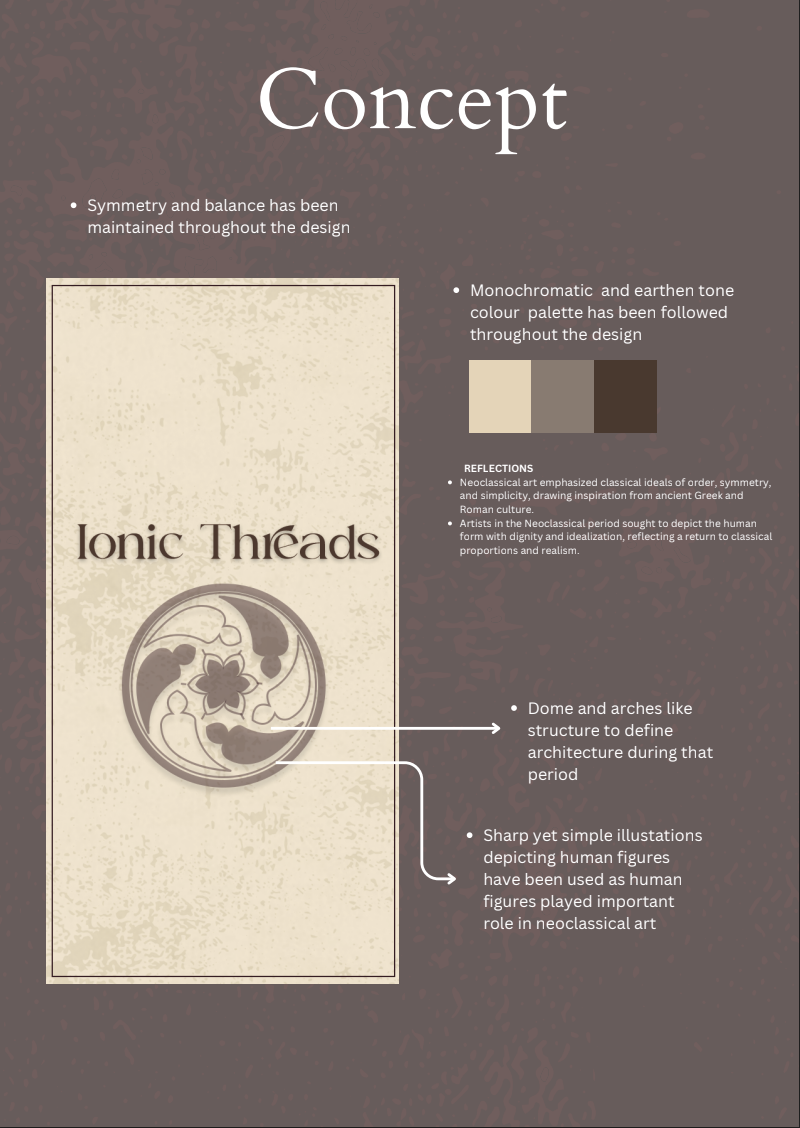 Concept
• Symmetry and balance has been
maintained throughout the design
• Monochromatic  and earthen tone
colour  palette has been followed
throughout the design
REFLECTIONS
• Neoclassical art emphasized classical ideals of order, symmetry,
and simplicity, drawing inspiration from ancient Greek and
Roman culture.
• Artists in the Neoclassical period sought to depict the human
form with dignity and idealization, reflecting a return to classical
proportions and realism.
Ionic Threads
• Dome and arches like
structure to define
architecture during that
period
• Sharp yet simple illustations
depicting human figures
have been used as human
figures played important
role in neoclassical art